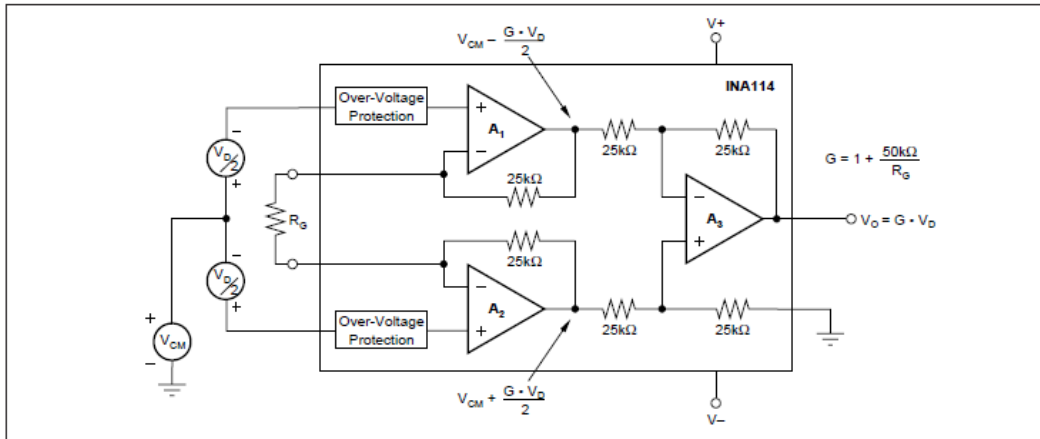 V_CM – G • V_D / 2
V+
INA114
Over-Voltage
Protection
+
A₁
–
25kΩ
25kΩ
25kΩ
G = 1 + 50kΩ / R_G
–
V_D/2
+
R_G
–
A₃
+
V_O = G • V_D
–
V_D/2
+
25kΩ
–
A₂
+
25kΩ
25kΩ
Over-Voltage
Protection
+
V_CM
–
V_CM + G • V_D / 2
V–